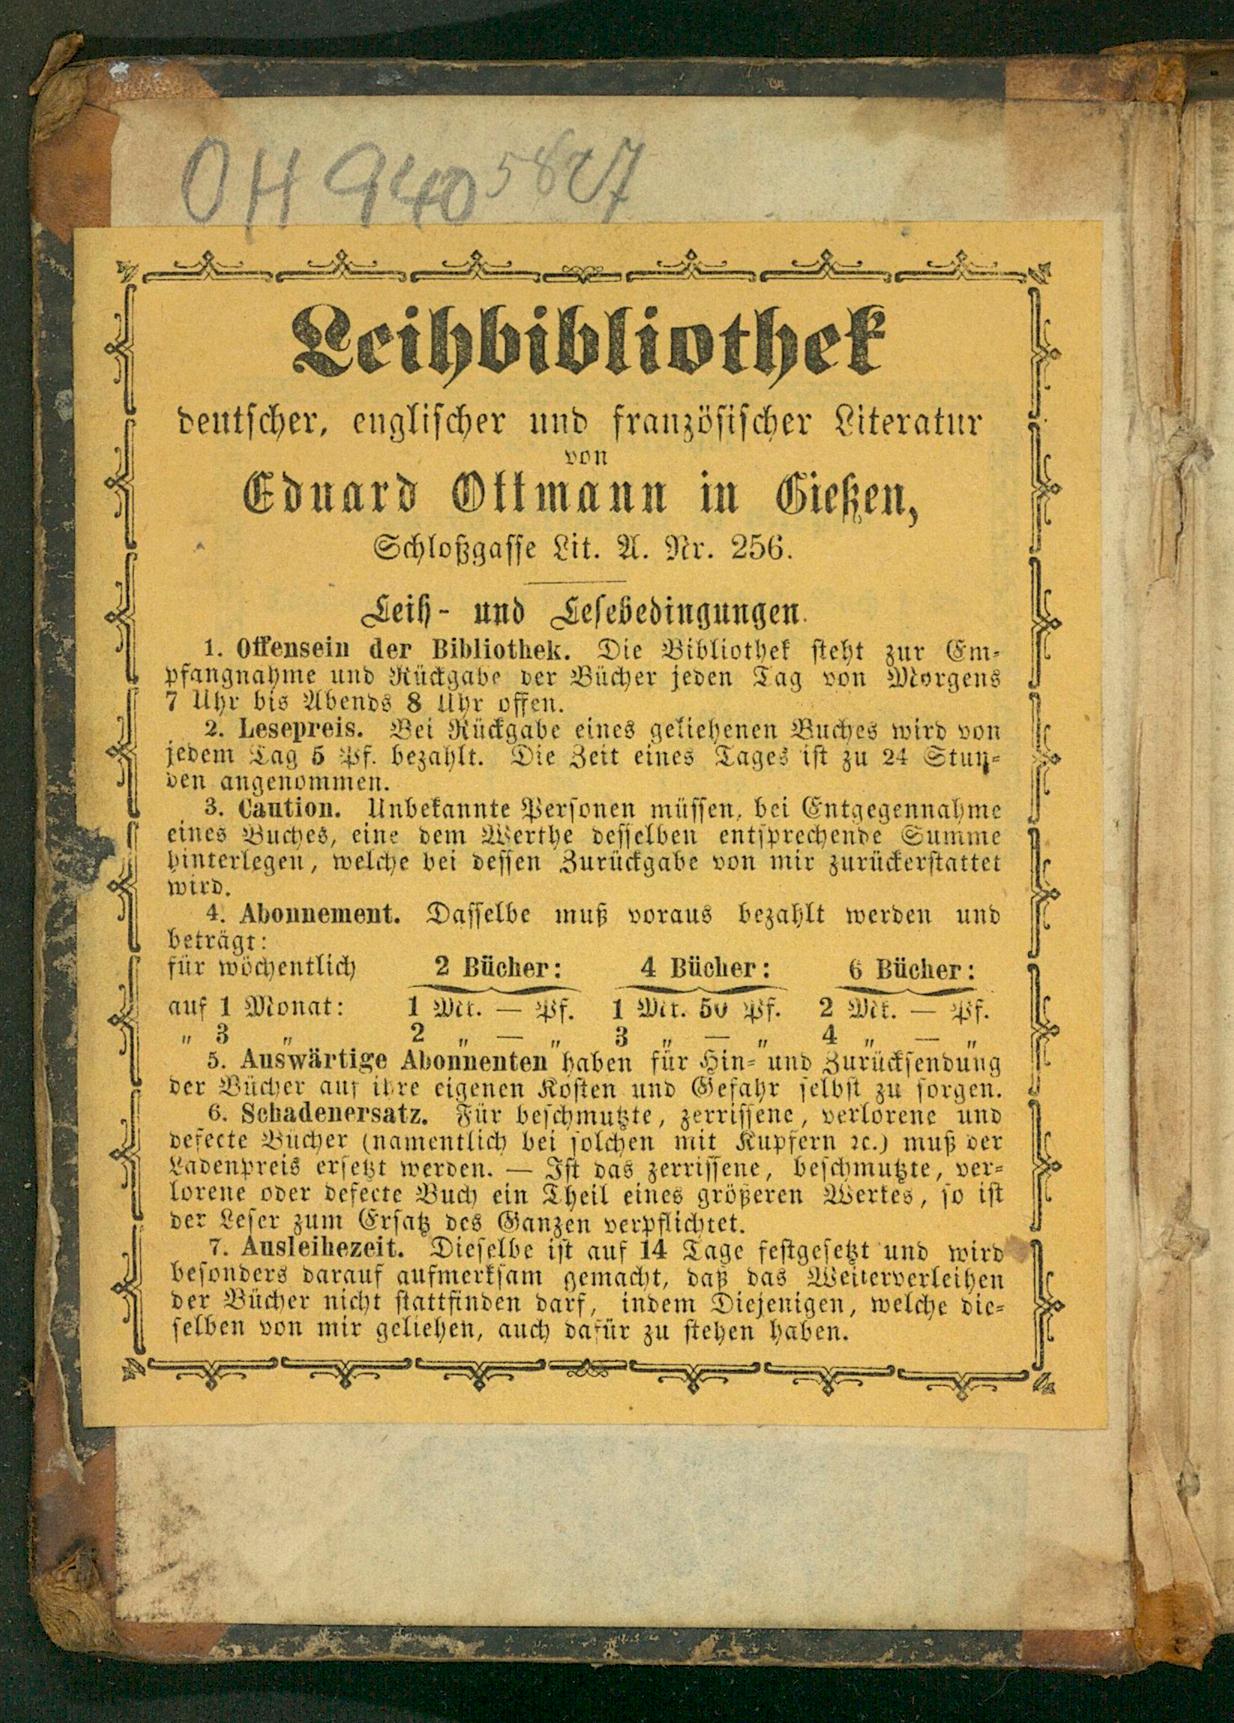 OH 940 5827
Leihbibliothek
deutscher, englischer und französischer Literatur
von
Eduard Ottmann in Gießen,
Schloßgasse Lit. A. Nr. 256.
Leih- und Lesebedingungen.
1. Offensein der Bibliothek. Die Bibliothek steht zur Em-
pfangnahme und Rückgabe der Bücher jeden Tag von Morgens
7 Uhr bis Abends 8 Uhr offen.
2. Lesepreis. Bei Rückgabe eines geliehenen Buches wird von
jedem Tag 5 Pf. bezahlt. Die Zeit eines Tages ist zu 24 Stun-
den angenommen.
3. Caution. Unbekannte Personen müssen, bei Entgegennahme
eines Buches, eine dem Werthe desselben entsprechende Summe
hinterlegen, welche bei dessen Zurückgabe von mir zurückerstattet
wird.
4. Abonnement. Dasselbe muß voraus bezahlt werden und
beträgt:
für wöchentlich 2 Bücher: 4 Bücher: 6 Bücher:
auf 1 Monat: 1 Mk. — Pf. 1 Mk. 50 Pf. 2 Mk. — Pf.
„ 3 „ 2 „ — „ 3 „ — „ 4 „ — „
5. Auswärtige Abonnenten haben für Hin- und Zurücksendung
der Bücher auf ihre eigenen Kosten und Gefahr selbst zu sorgen.
6. Schadenersatz. Für beschmutzte, zerrissene, verlorene und
defecte Bücher (namentlich bei solchen mit Kupfern ꝛc.) muß der
Ladenpreis ersetzt werden. — Ist das zerrissene, beschmutzte, ver-
lorene oder defecte Buch ein Theil eines größeren Wertes, so ist
der Leser zum Ersatz des Ganzen verpflichtet.
7. Ausleihezeit. Dieselbe ist auf 14 Tage festgesetzt und wird
besonders darauf aufmerksam gemacht, daß das Weiterverleihen
der Bücher nicht stattfinden darf, indem Diejenigen, welche die-
selben von mir geliehen, auch dafür zu stehen haben.